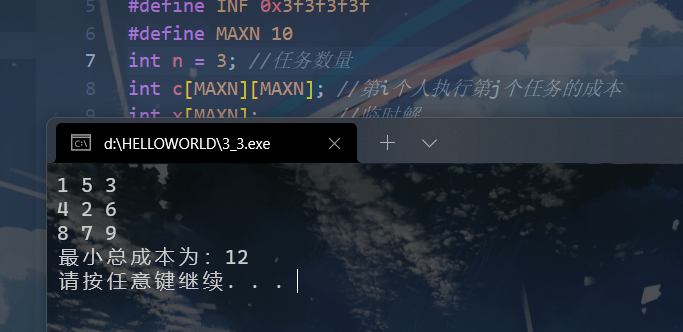 5 #define INF 0x3f3f3f3f
6 #define MAXN 10
7 int n = 3; //任务数量
8 int c[MAXN][MAXN]; //第i个人执行第j个任务的成本
9 int x[MAXN]; //临时解
d:\HELLOWORLD\3_3.exe
1 5 3
4 2 6
8 7 9
最小总成本为: 12
请按任意键继续. . .